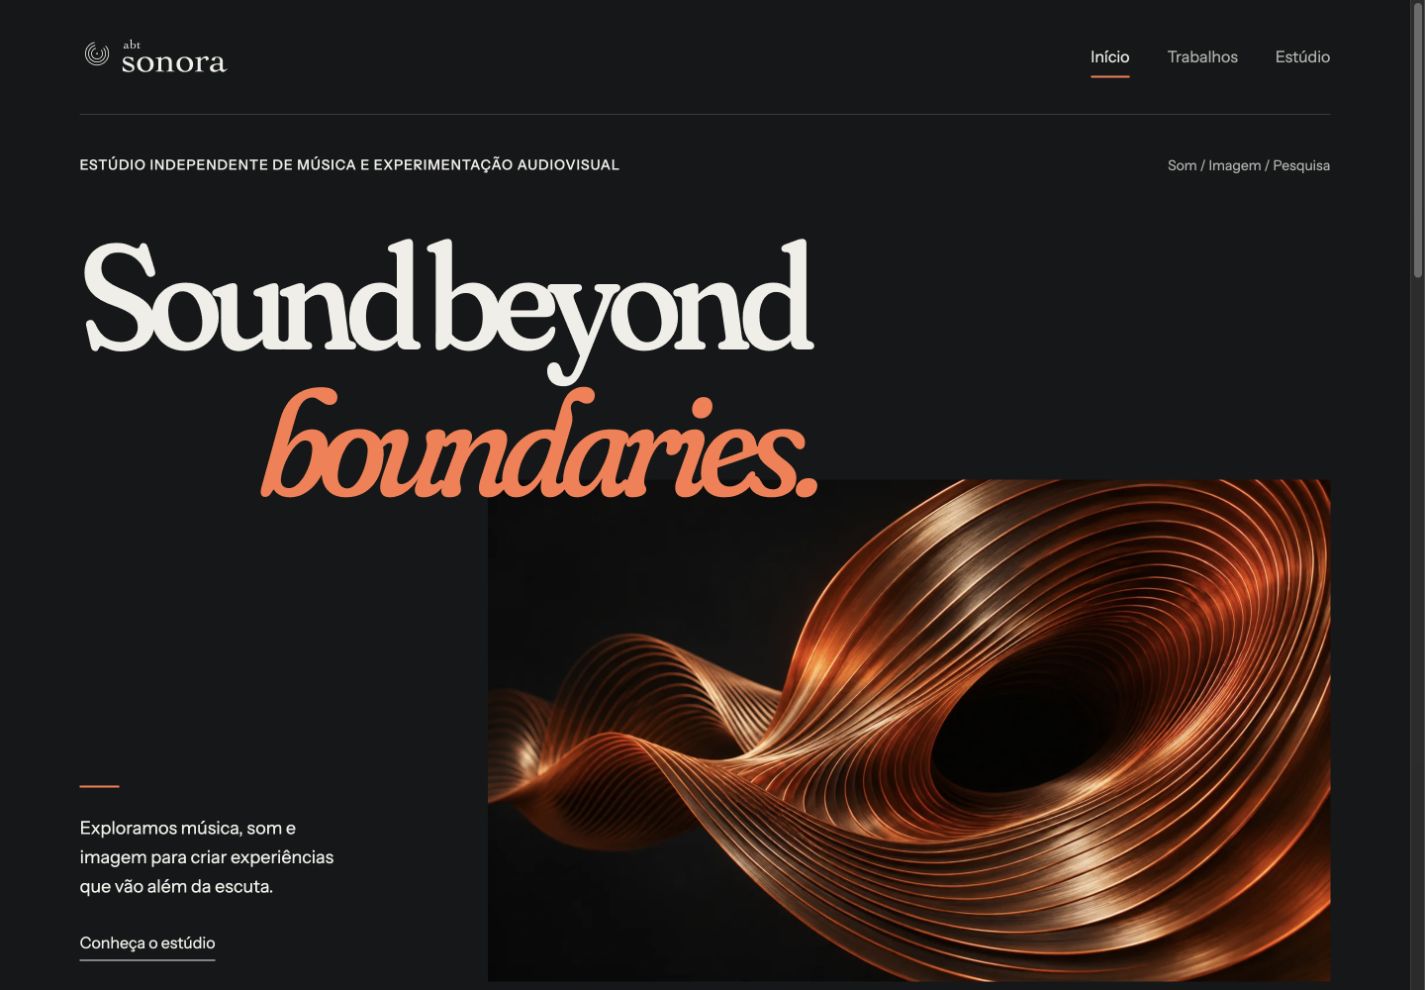 abt
sonora
Início
Trabalhos
Estúdio
ESTÚDIO INDEPENDENTE DE MÚSICA E EXPERIMENTAÇÃO AUDIOVISUAL
Som / Imagem / Pesquisa
Sound beyond
boundaries.
Exploramos música, som e
imagem para criar experiências
que vão além da escuta.
Conheça o estúdio